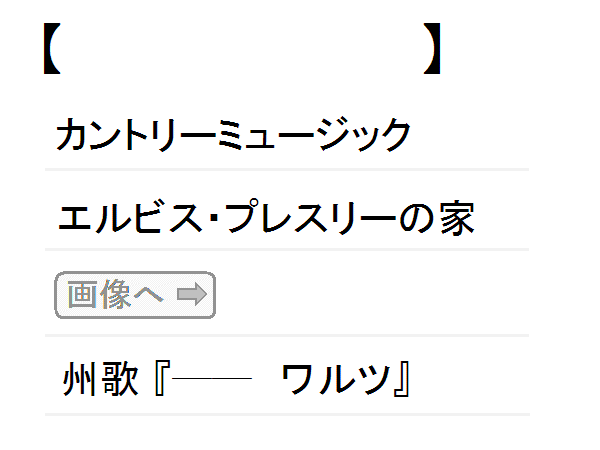 【　　　　　　　　】
カントリーミュージック
エルビス・プレスリーの家
画像へ ⇨
州歌『――　ワルツ』